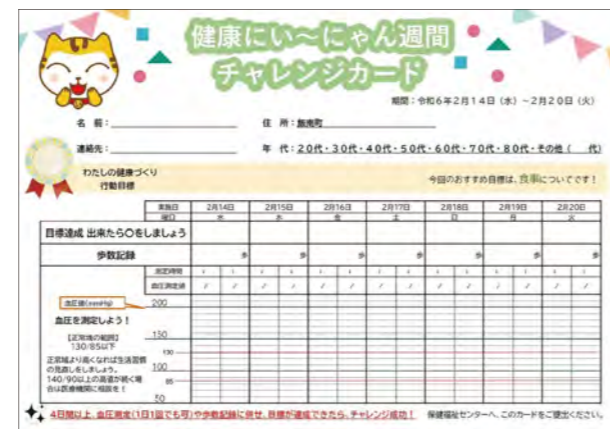 健康にい～にゃん週間
チャレンジカード
期間：令和6年2月14日（水）～2月20日（火）
名 前：
住 所：飯南町
連絡先：
年 代：20代・30代・40代・50代・60代・70代・80代・その他（ 代）
わたしの健康づくり
行動目標
今回のおすすめ目標は、食事についてです！
実施日 2月14日 2月15日 2月16日 2月17日 2月18日 2月19日 2月20日
曜日 水 木 金 土 日 月 火
目標達成 出来たら○をしましょう
歩数記録 歩 歩 歩 歩 歩 歩 歩
測定時間 : : : : : : : : : : : : : :
血圧測定値 / / / / / / / / / / / / / /
血圧値(mmHg)
200
血圧を測定しよう！
150
【正常域の範囲】
130/85以下
130
正常域より高くなれば生活習慣
の見直しをしましょう。
100
140/90以上の高値が続く場
85
合は医療機関に相談を！
50
4日間以上、血圧測定(1日1回でも可)や歩数記録に併せ、目標が達成できたら、チャレンジ成功！ 保健福祉センターへ、このカードをご提出ください。